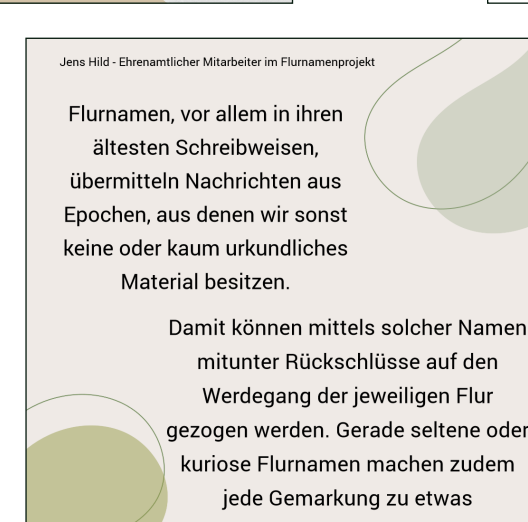 Jens Hild - Ehrenamtlicher Mitarbeiter im Flurnamenprojekt
Flurnamen, vor allem in ihren
ältesten Schreibweisen,
übermitteln Nachrichten aus
Epochen, aus denen wir sonst
keine oder kaum urkundliches
Material besitzen.
Damit können mittels solcher Namen
mitunter Rückschlüsse auf den
Werdegang der jeweiligen Flur
gezogen werden. Gerade seltene oder
kuriose Flurnamen machen zudem
jede Gemarkung zu etwas